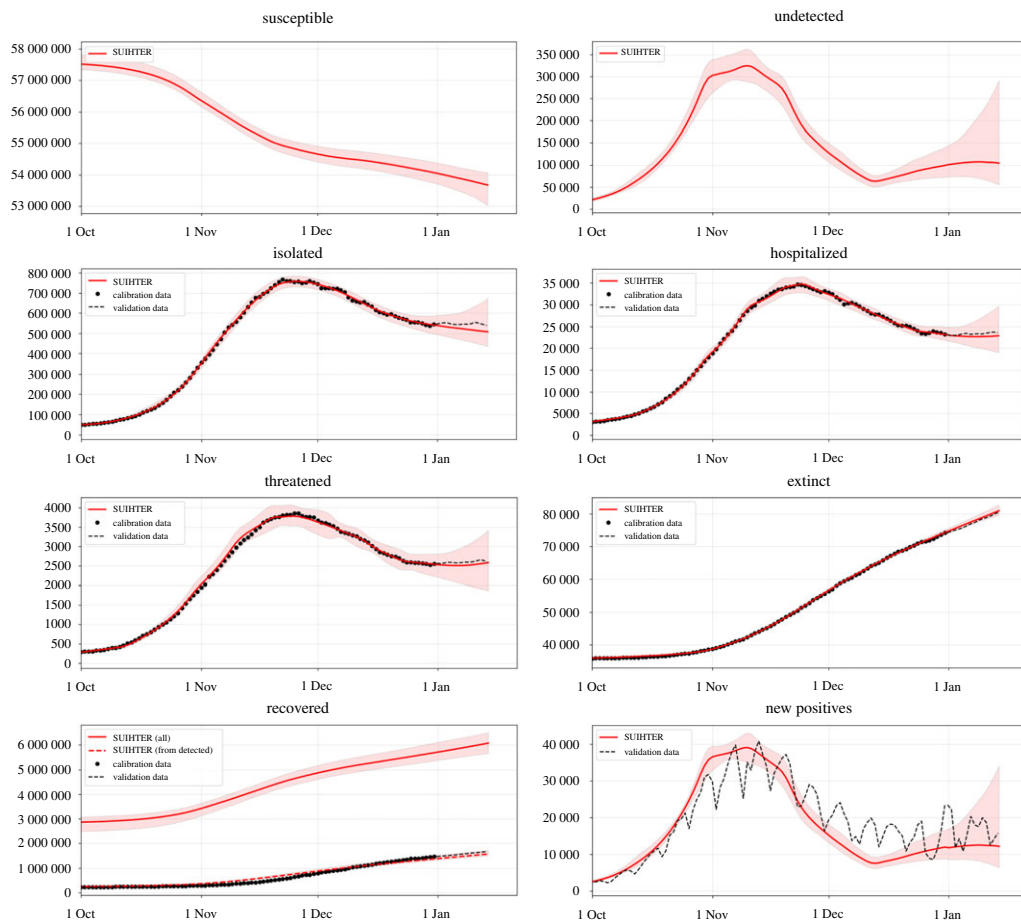 susceptible
58 000 000
57 000 000
56 000 000
55 000 000
54 000 000
53 000 000
SUIHTER
1 Oct
1 Nov
1 Dec
1 Jan
undetected
350 000
300 000
250 000
200 000
150 000
100 000
50 000
0
SUIHTER
1 Oct
1 Nov
1 Dec
1 Jan
isolated
800 000
700 000
600 000
500 000
400 000
300 000
200 000
100 000
0
SUIHTER
calibration data
validation data
1 Oct
1 Nov
1 Dec
1 Jan
hospitalized
35 000
30 000
25 000
20 000
15 000
10 000
5000
0
SUIHTER
calibration data
validation data
1 Oct
1 Nov
1 Dec
1 Jan
threatened
4000
3500
3000
2500
2000
1500
1000
500
0
SUIHTER
calibration data
validation data
1 Oct
1 Nov
1 Dec
1 Jan
extinct
80 000
70 000
60 000
50 000
40 000
SUIHTER
calibration data
validation data
1 Oct
1 Nov
1 Dec
1 Jan
recovered
6 000 000
5 000 000
4 000 000
3 000 000
2 000 000
1 000 000
0
SUIHTER (all)
SUIHTER (from detected)
calibration data
validation data
1 Oct
1 Nov
1 Dec
1 Jan
new positives
40 000
30 000
20 000
10 000
0
SUIHTER
validation data
1 Oct
1 Nov
1 Dec
1 Jan